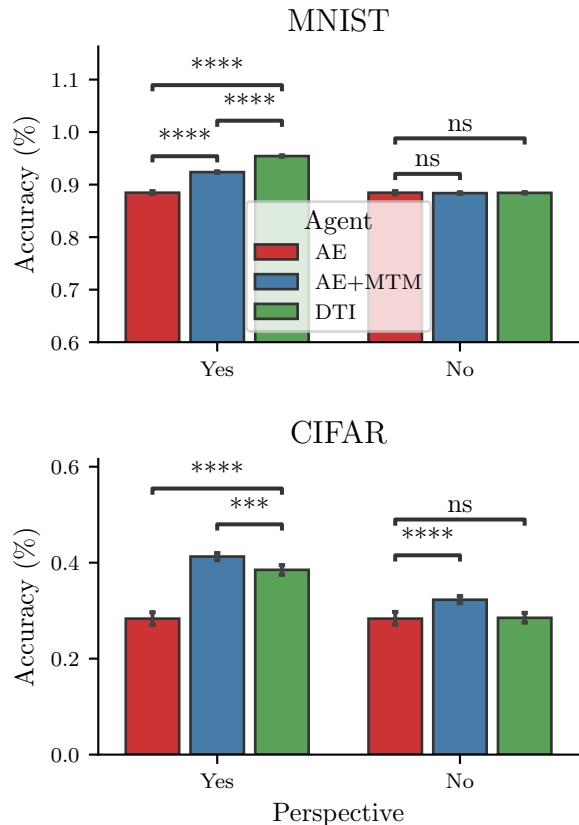 MNIST
Accuracy (%)
1.1
1.0
0.9
0.8
0.7
0.6
****
****
****
ns
ns
Agent
AE
AE+MTM
DTI
Yes
No
CIFAR
Accuracy (%)
0.6
0.4
0.2
0.0
****
***
ns
****
Yes
No
Perspective